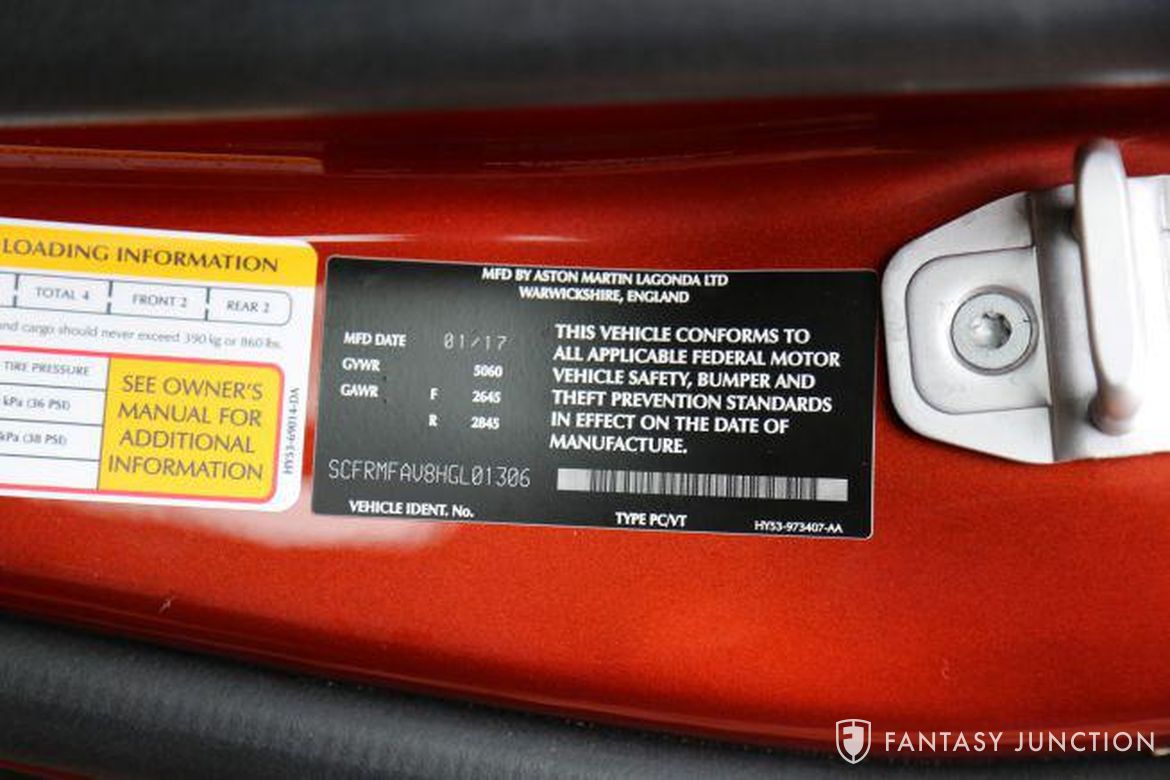 LOADING INFORMATION
TOTAL 4 FRONT 2 REAR 2
and cargo should never exceed 390 kg or 860 lbs.
TIRE PRESSURE
kPa (36 PSI)
kPa (38 PSI)
SEE OWNER'S
MANUAL FOR
ADDITIONAL
INFORMATION
HY53-69014-DA
MFD BY ASTON MARTIN LAGONDA LTD
WARWICKSHIRE, ENGLAND
MFD DATE 01/17
GVWR 5060
GAWR F 2645
R 2845
THIS VEHICLE CONFORMS TO
ALL APPLICABLE FEDERAL MOTOR
VEHICLE SAFETY, BUMPER AND
THEFT PREVENTION STANDARDS
IN EFFECT ON THE DATE OF
MANUFACTURE.
SCFRMFAV8HGL01306
VEHICLE IDENT. No.
TYPE PC/VT
HY53-973407-AA
FANTASY JUNCTION